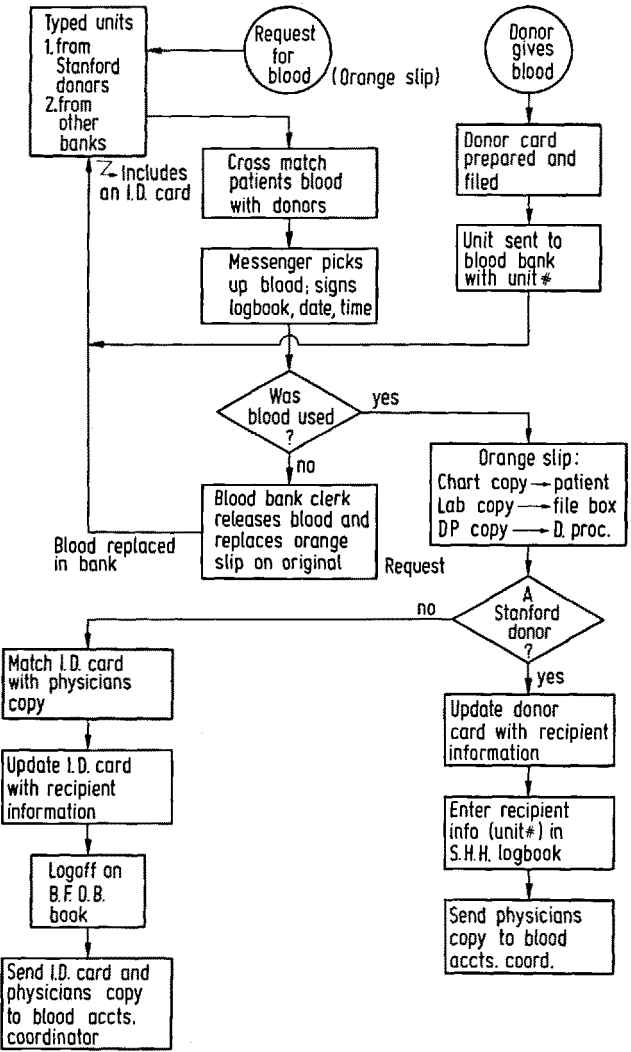 Typed units
1. from
Stanford
donors
2. from
other
banks
Request
for
blood
(Orange slip)
Donor
gives
blood
Includes
an I.D. card
Cross match
patients blood
with donors
Donor card
prepared and
filed
Messenger picks
up blood; signs
logbook, date, time
Unit sent to
blood bank
with unit #
Was
blood used
?
yes
no
Orange slip:
Chart copy → patient
Lab copy → file box
DP copy → D. proc.
Blood bank clerk
releases blood and
replaces orange
slip on original
Request
Blood replaced
in bank
A
Stanford
donor
?
no
yes
Match I.D. card
with physicians
copy
Update donor
card with recipient
information
Update I.D. card
with recipient
information
Enter recipient
info (unit#) in
S.H.H. logbook
Logoff on
B.F.O.B.
book
Send physicians
copy to blood
accts. coord.
Send I.D. card and
physicians copy
to blood accts.
coordinator